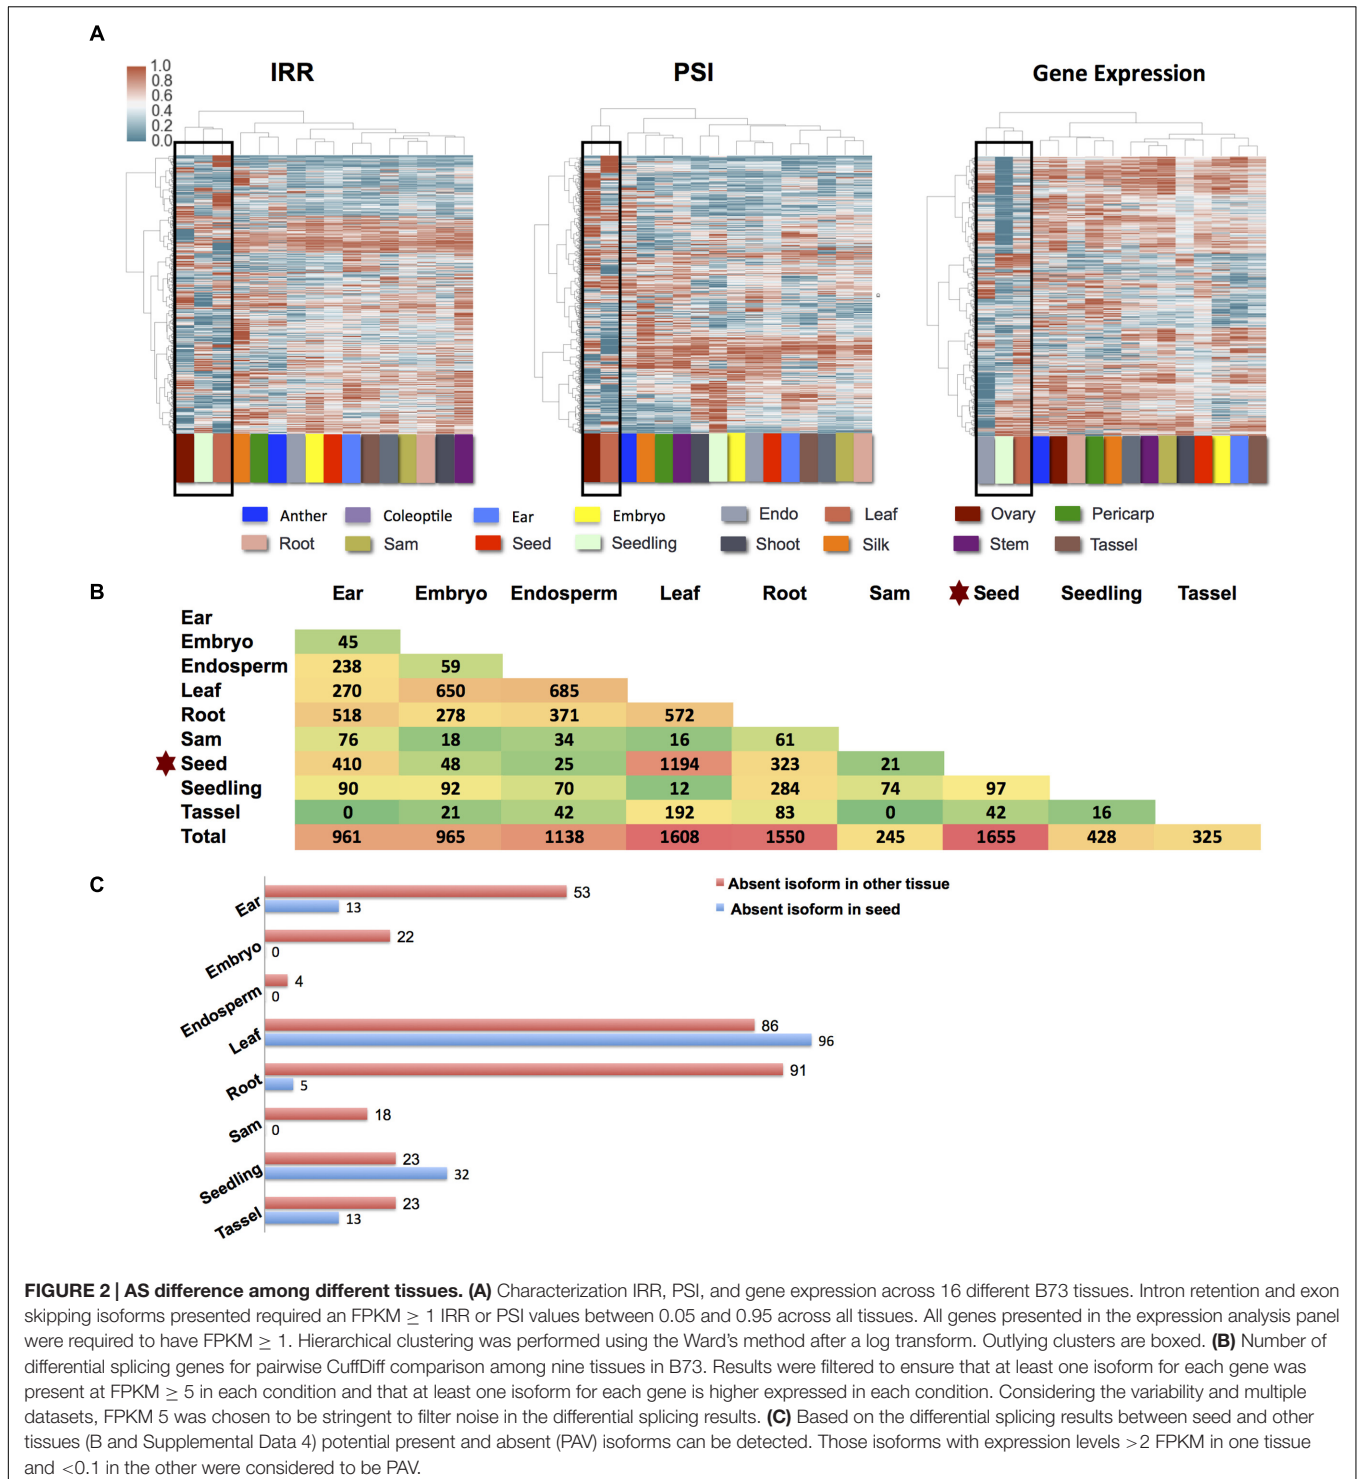 A
IRR
PSI
Gene Expression
1.0
0.8
0.6
0.4
0.2
0.0
Anther Coleoptile Ear Embryo Endo Leaf Ovary Pericarp
Root Sam Seed Seedling Shoot Silk Stem Tassel
B
Ear Embryo Endosperm Leaf Root Sam Seed Seedling Tassel
Ear
Embryo 45
Endosperm 238 59
Leaf 270 650 685
Root 518 278 371 572
Sam 76 18 34 16 61
Seed 410 48 25 1194 323 21
Seedling 90 92 70 12 284 74 97
Tassel 0 21 42 192 83 0 42 16
Total 961 965 1138 1608 1550 245 1655 428 325
C
Absent isoform in other tissue
Absent isoform in seed
Ear 53
13
Embryo 22
0
Endosperm 4
0
Leaf 86
96
Root 91
5
Sam 18
0
Seedling 23
32
Tassel 23
13
FIGURE 2 | AS difference among different tissues. (A) Characterization IRR, PSI, and gene expression across 16 different B73 tissues. Intron retention and exon
skipping isoforms presented required an FPKM ≥ 1 IRR or PSI values between 0.05 and 0.95 across all tissues. All genes presented in the expression analysis panel
were required to have FPKM ≥ 1. Hierarchical clustering was performed using the Ward's method after a log transform. Outlying clusters are boxed. (B) Number of
differential splicing genes for pairwise CuffDiff comparison among nine tissues in B73. Results were filtered to ensure that at least one isoform for each gene was
present at FPKM ≥ 5 in each condition and that at least one isoform for each gene is higher expressed in each condition. Considering the variability and multiple
datasets, FPKM 5 was chosen to be stringent to filter noise in the differential splicing results. (C) Based on the differential splicing results between seed and other
tissues (B and Supplemental Data 4) potential present and absent (PAV) isoforms can be detected. Those isoforms with expression levels >2 FPKM in one tissue
and <0.1 in the other were considered to be PAV.